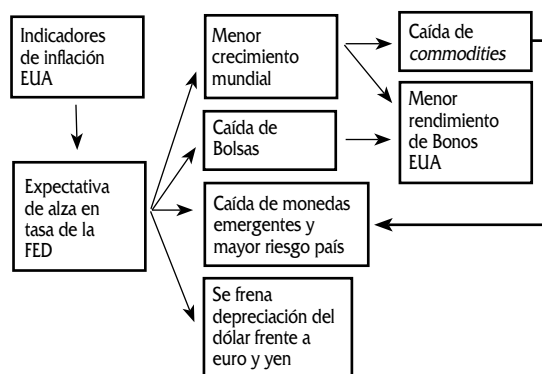 Indicadores
de inflación
EUA
Expectativa
de alza en
tasa de la
FED
Menor
crecimiento
mundial
Caída de
Bolsas
Caída de monedas
emergentes y
mayor riesgo país
Se frena
depreciación del
dólar frente a
euro y yen
Caída de
commodities
Menor
rendimiento
de Bonos
EUA